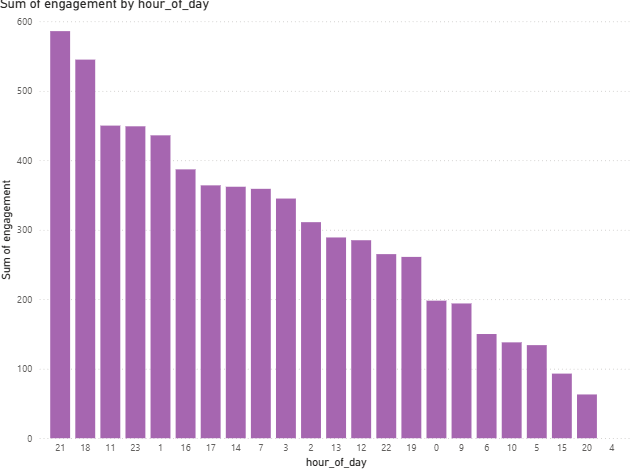 Sum of engagement by hour_of_day
600
500
400
300
200
100
0
Sum of engagement
21 18 11 23 1 16 17 14 7 3 2 13 12 22 19 0 9 6 10 5 15 20 4
hour_of_day